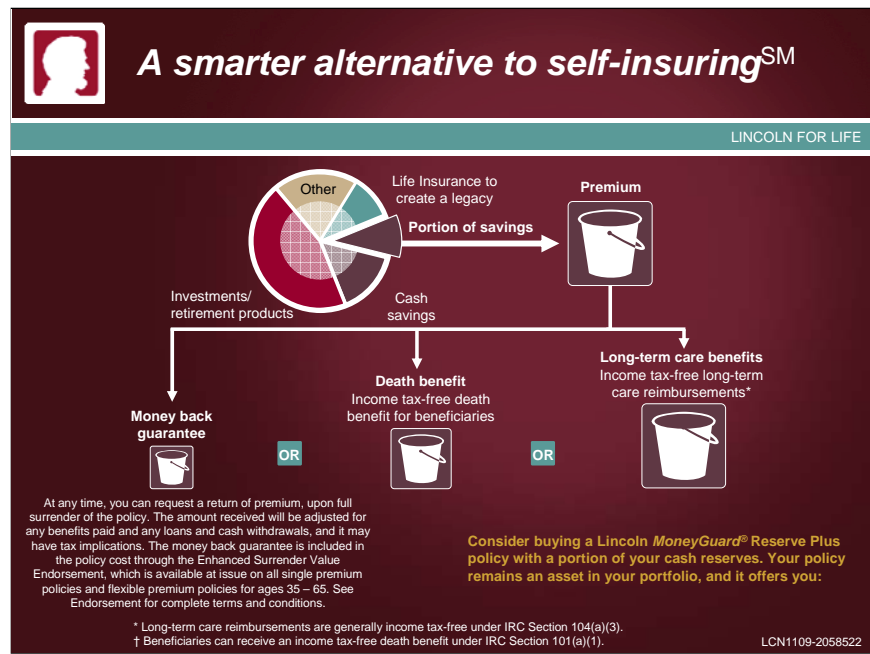 A smarter alternative to self-insuringSM
LINCOLN FOR LIFE
Other
Life Insurance to
create a legacy
Premium
Portion of savings
Investments/
retirement products
Cash
savings
Long-term care benefits
Income tax-free long-term
care reimbursements*
Death benefit
Income tax-free death
benefit for beneficiaries
Money back
guarantee
OR
OR
At any time, you can request a return of premium, upon full
surrender of the policy. The amount received will be adjusted for
any benefits paid and any loans and cash withdrawals, and it may
have tax implications. The money back guarantee is included in
the policy cost through the Enhanced Surrender Value
Endorsement, which is available at issue on all single premium
policies and flexible premium policies for ages 35 – 65. See
Endorsement for complete terms and conditions.
Consider buying a Lincoln MoneyGuard® Reserve Plus
policy with a portion of your cash reserves. Your policy
remains an asset in your portfolio, and it offers you:
* Long-term care reimbursements are generally income tax-free under IRC Section 104(a)(3).
† Beneficiaries can receive an income tax-free death benefit under IRC Section 101(a)(1).
LCN1109-2058522